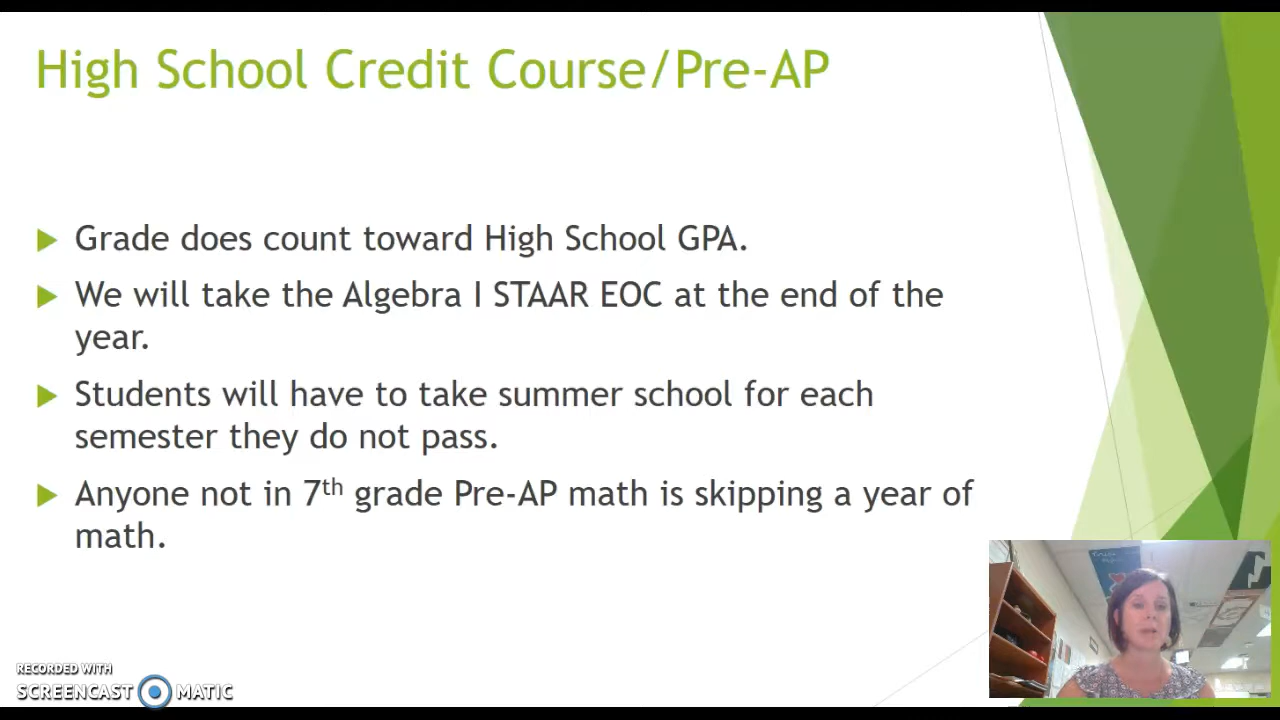 High School Credit Course/Pre-AP
Grade does count toward High School GPA.
We will take the Algebra I STAAR EOC at the end of the
year.
Students will have to take summer school for each
semester they do not pass.
Anyone not in 7th grade Pre-AP math is skipping a year of
math.
RECORDED WITH
SCREENCAST MATIC